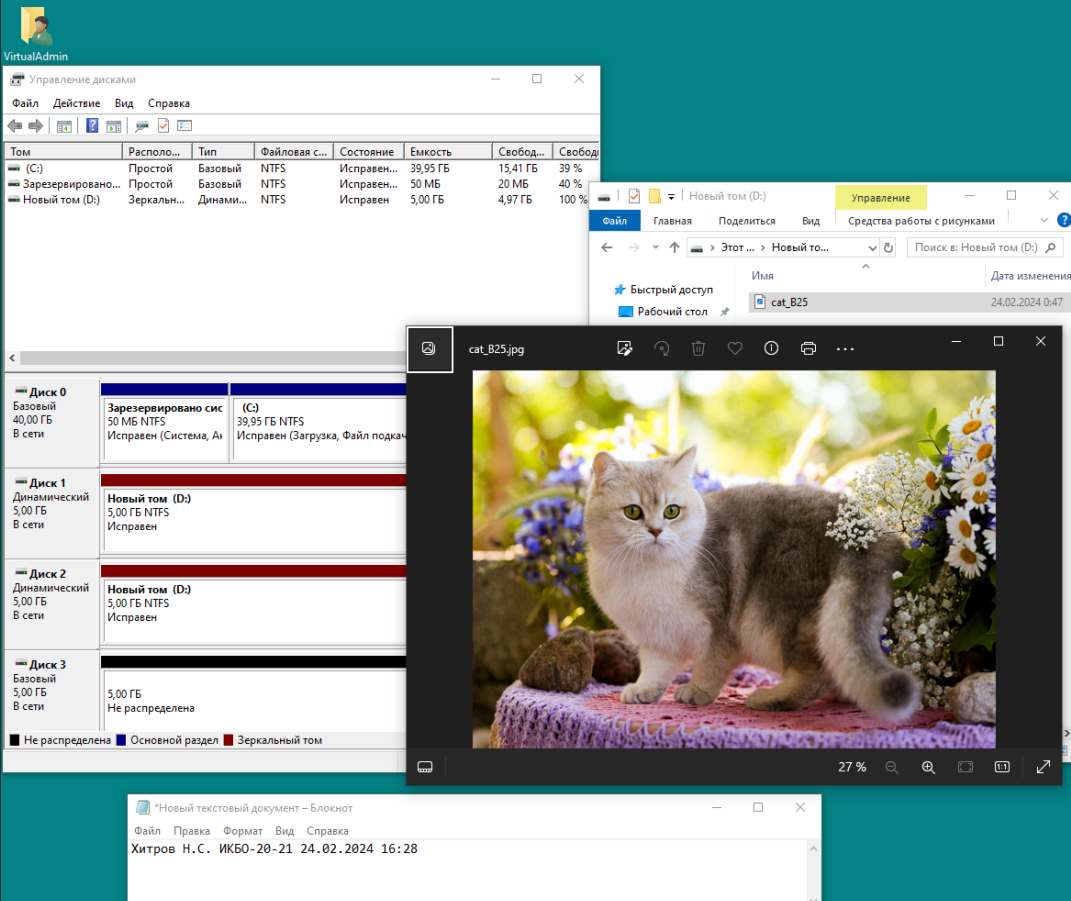 VirtualAdmin
Управление дисками
Файл Действие Вид Справка
Том Располо... Тип Файловая с... Состояние Емкость Свобод... Свобод
(C:) Простой Базовый NTFS Исправен... 39,95 ГБ 15,41 ГБ 39 %
Зарезервировано... Простой Базовый NTFS Исправен... 50 МБ 20 МБ 40 %
Новый том (D:) Зеркальн... Динами... NTFS Исправен 5,00 ГБ 4,97 ГБ 100 %
Диск 0
Базовый
40,00 ГБ
В сети
Зарезервировано сис
50 МБ NTFS
Исправен (Система, Ак
(C:)
39,95 ГБ NTFS
Исправен (Загрузка, Файл подкач
Диск 1
Динамический
5,00 ГБ
В сети
Новый том (D:)
5,00 ГБ NTFS
Исправен
Диск 2
Динамический
5,00 ГБ
В сети
Новый том (D:)
5,00 ГБ NTFS
Исправен
Диск 3
Базовый
5,00 ГБ
В сети
5,00 ГБ
Не распределена
Не распределена Основной раздел Зеркальный том
Новый том (D:)
Управление
Файл Главная Поделиться Вид Средства работы с рисунками
Этот ... Новый то... Поиск в: Новый том (D:)
Быстрый доступ
Рабочий стол
Имя Дата изменения
cat_B25 24.02.2024 0:47
cat_B25.jpg
27 %
1:1
*Новый текстовый документ – Блокнот
Файл Правка Формат Вид Справка
Хитров Н.С. ИКБО-20-21 24.02.2024 16:28